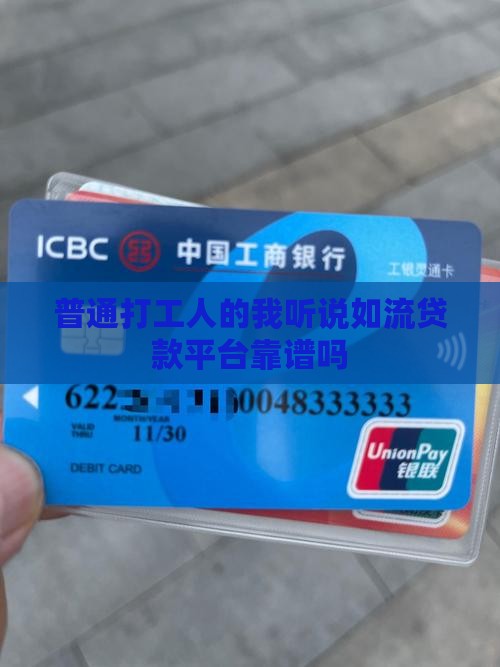 ICBC 中国工商银行
工银灵通卡
普通打工人的我听说如流贷
款平台靠谱吗
622 0048333333
MONTH/YEAR
VALID
THRU 11/30
DEBIT CARD
UnionPay
银联